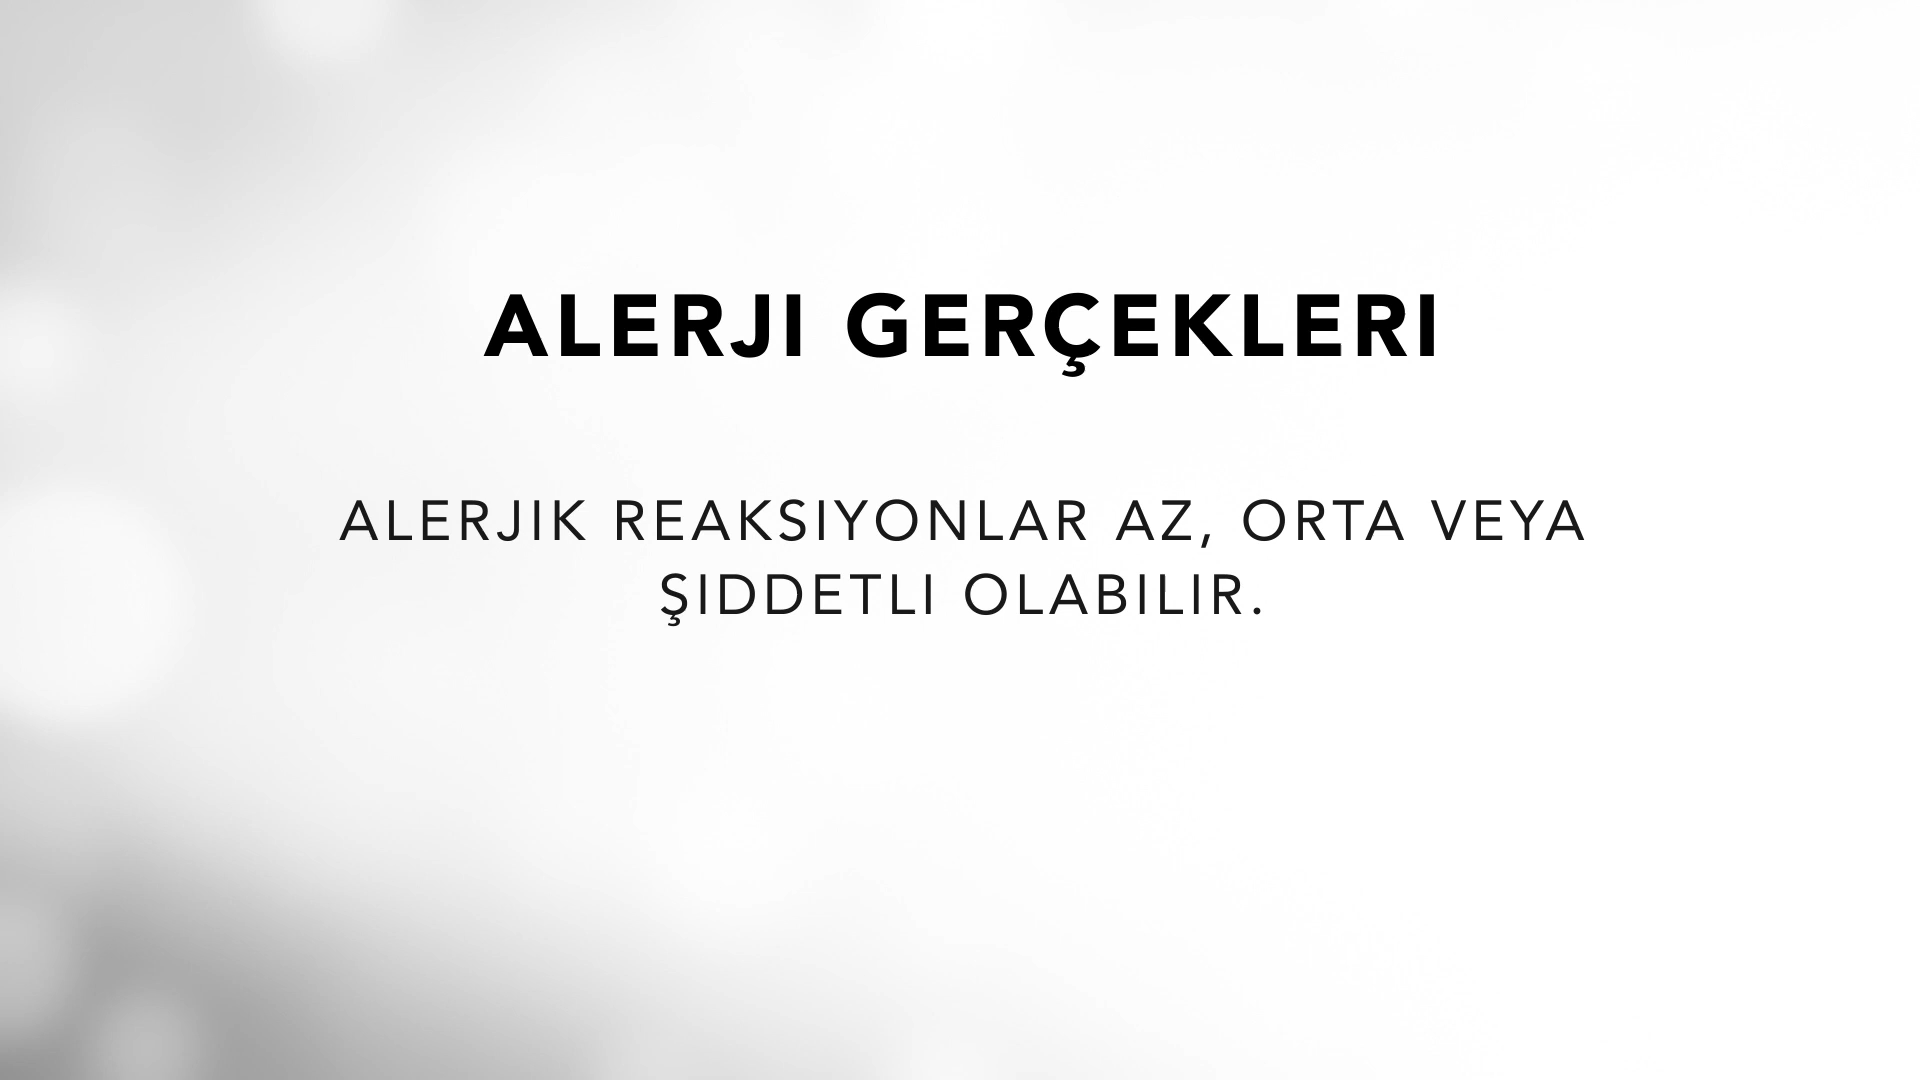 ALERJI GERÇEKLERI
ALERJIK REAKSIYONLAR AZ, ORTA VEYA
ŞIDDETLI OLABILIR.